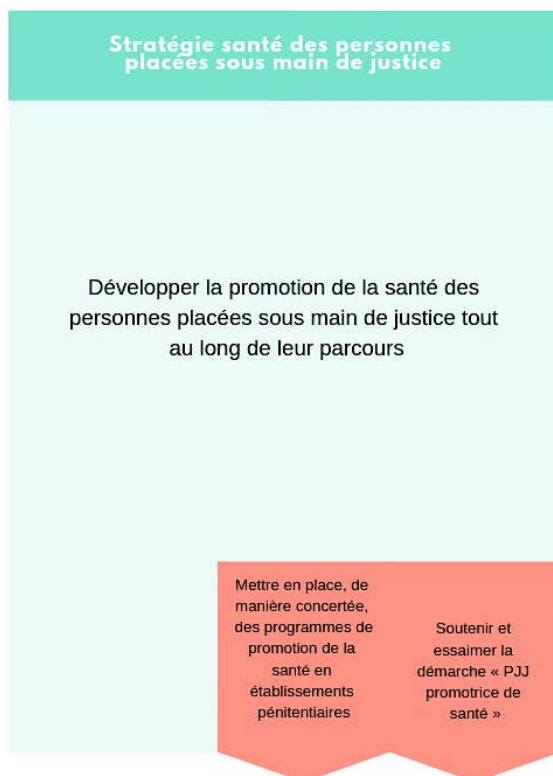 Stratégie santé des personnes
placées sous main de justice
Développer la promotion de la santé des
personnes placées sous main de justice tout
au long de leur parcours
Mettre en place, de
manière concertée,
des programmes de
promotion de la
santé en
établissements
pénitentiaires
Soutenir et
essaimer la
démarche « PJJ
promotrice de
santé »